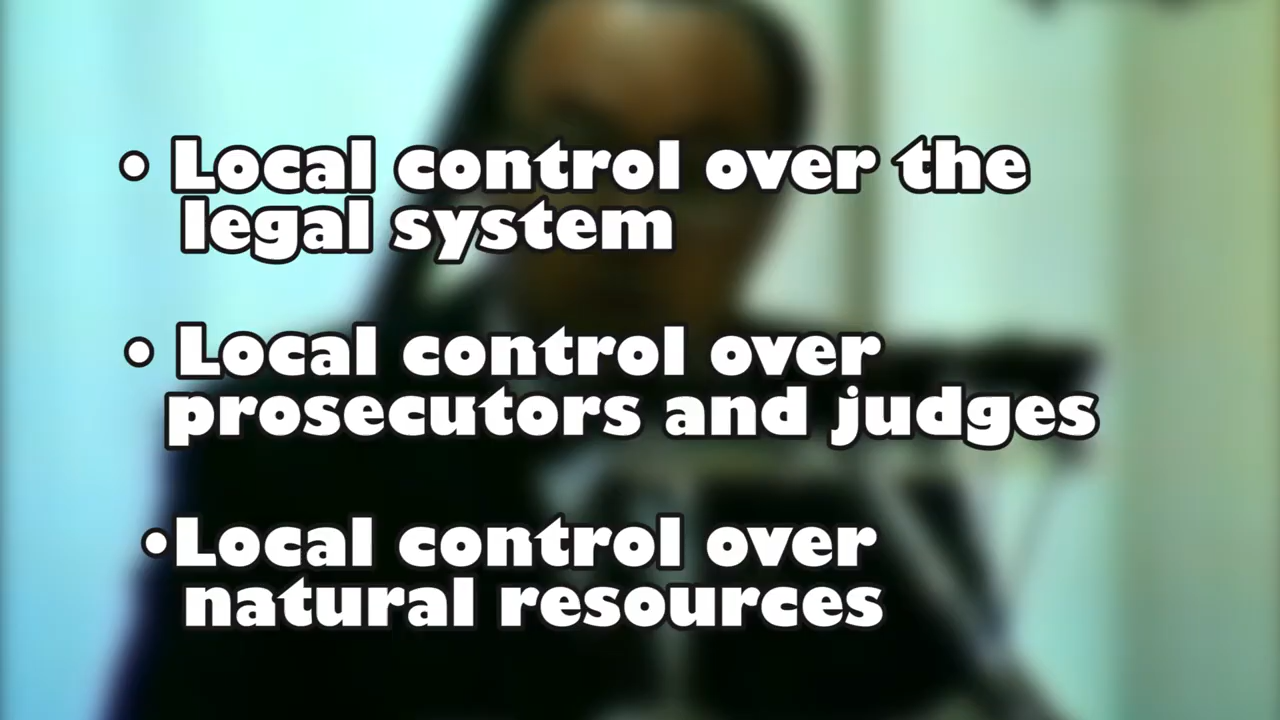 • Local control over the
legal system
• Local control over
prosecutors and judges
•Local control over
natural resources